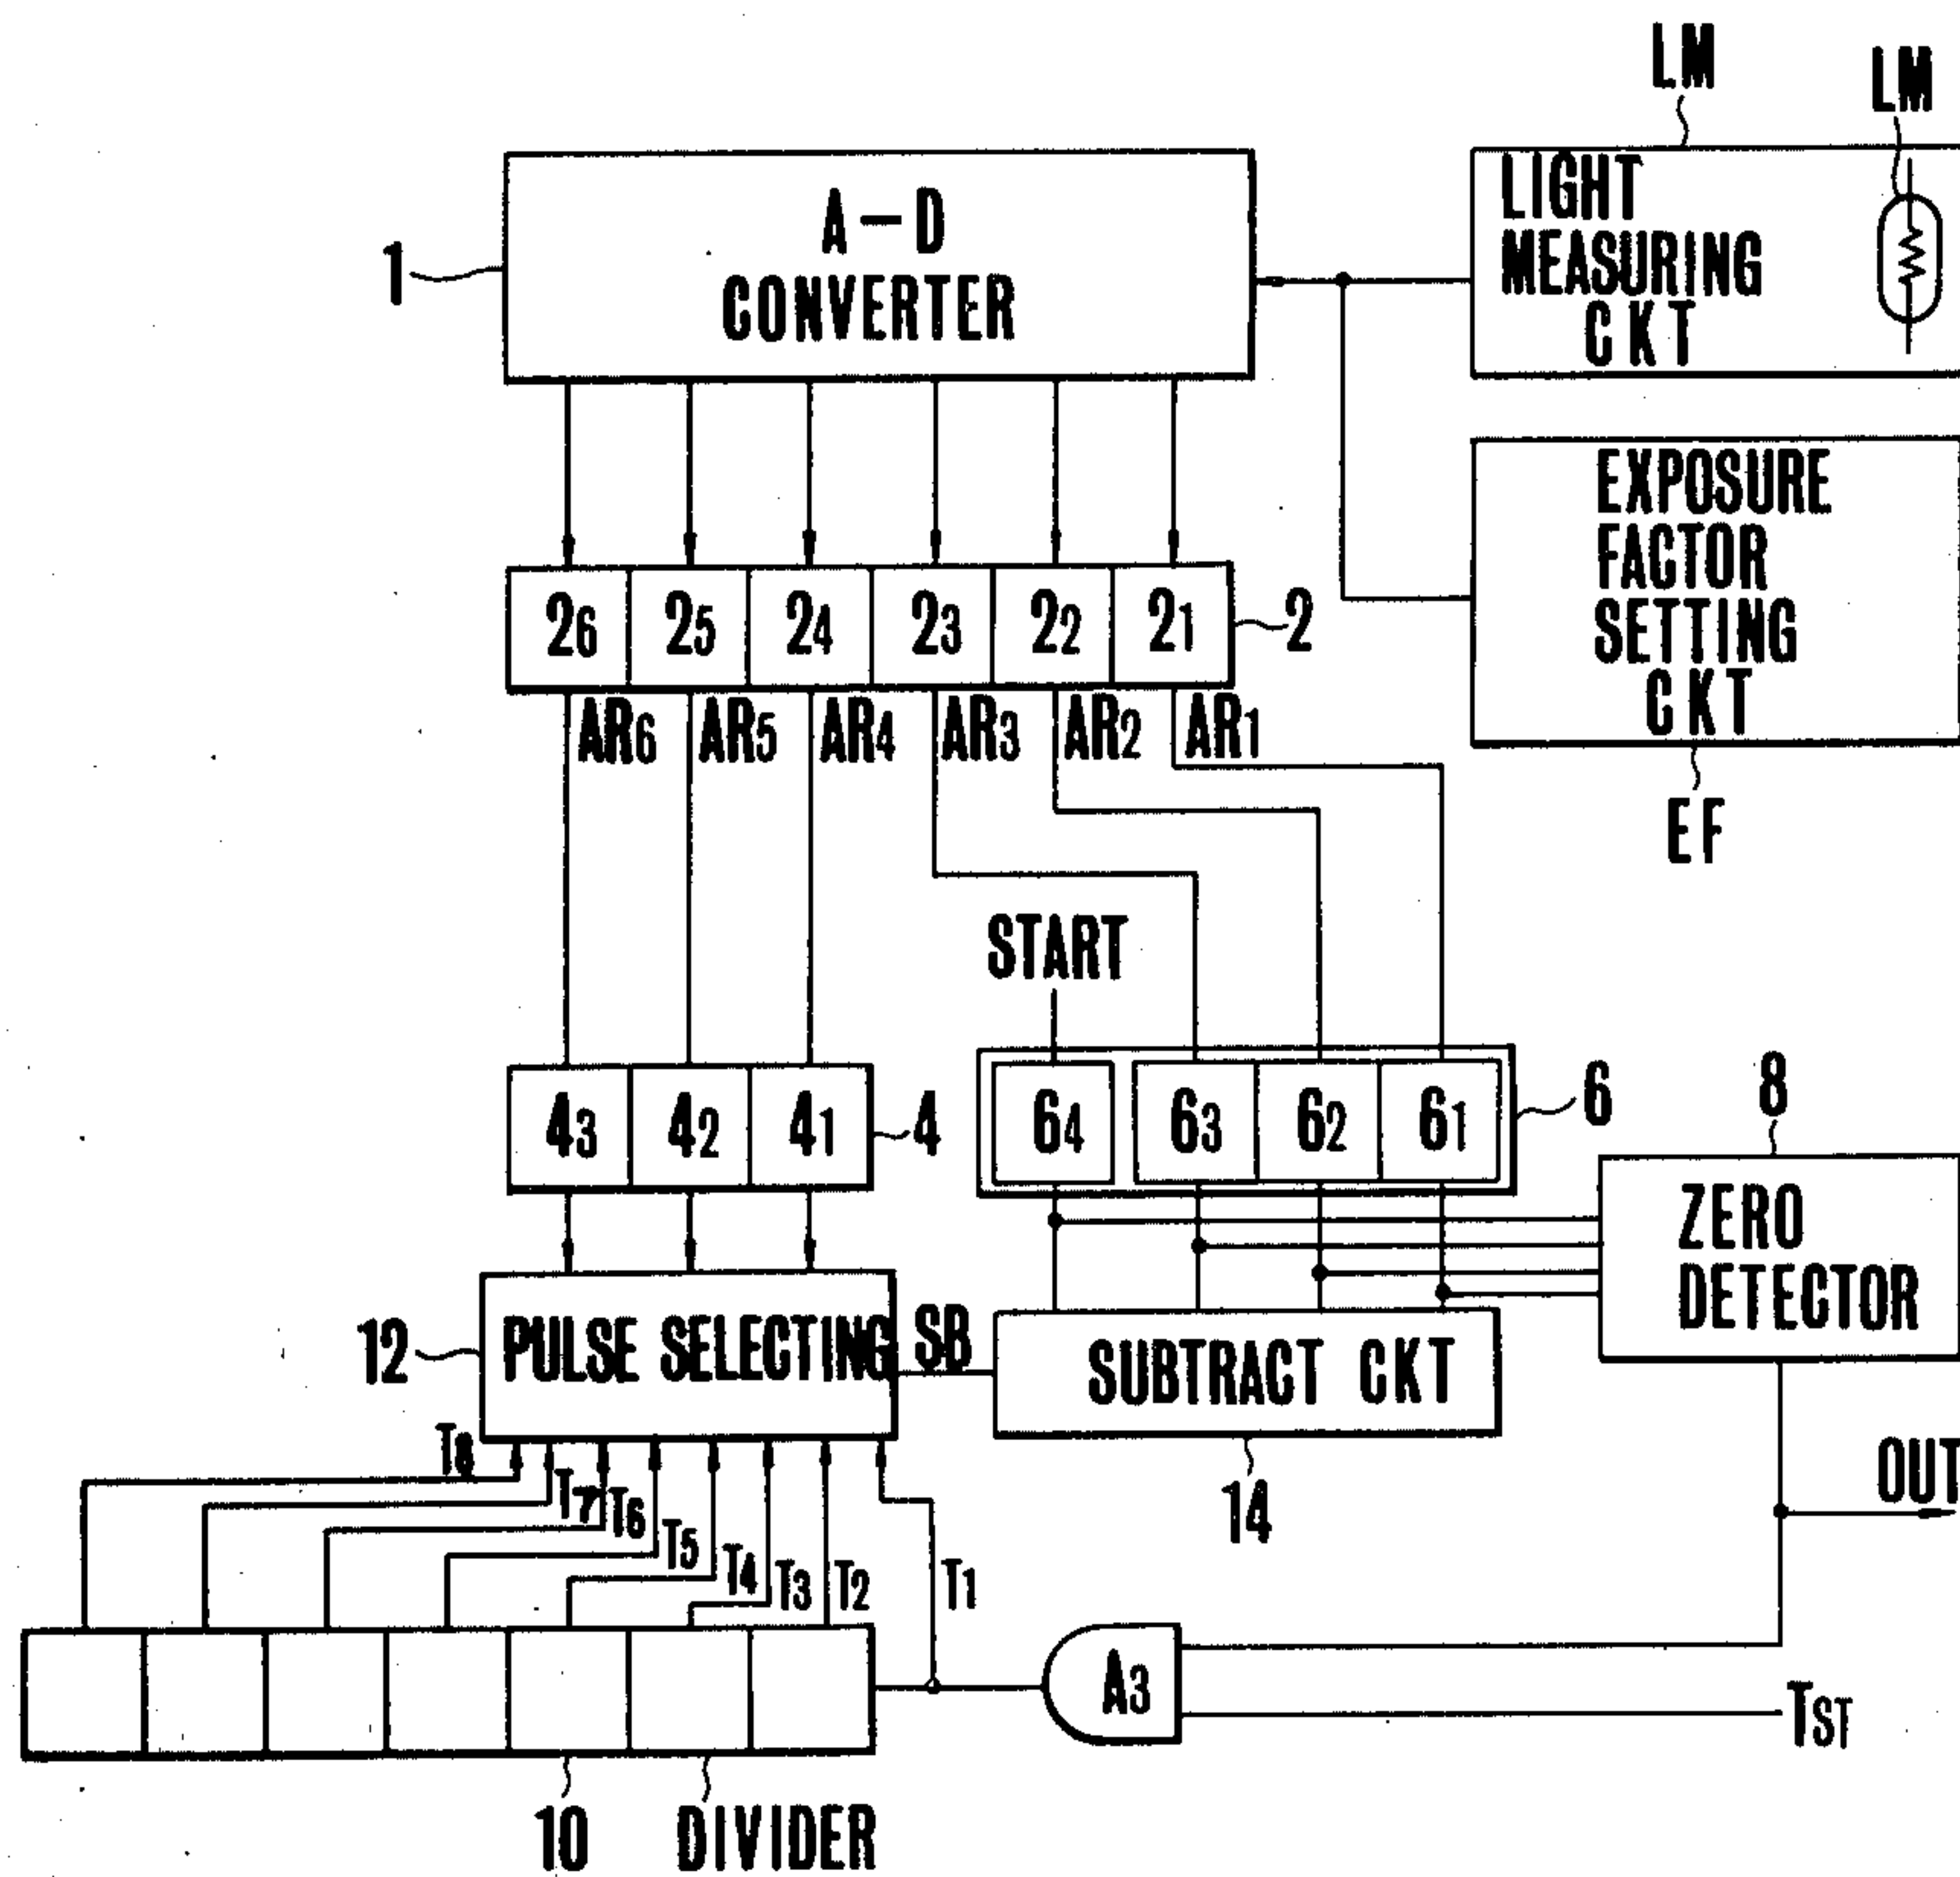 LM
LM
A-D
CONVERTER
1
LIGHT
MEASURING
CKT
26 25 24 23 22 21
2
EXPOSURE
FACTOR
SETTING
CKT
AR6 AR5 AR4 AR3 AR2 AR1
EF
START
43 42 41
4
64 63 62 61
6
8
ZERO
DETECTOR
12
PULSE SELECTING
SB
SUBTRACT CKT
14
OUT
T8
T7
T6
T5
T4
T3
T2
T1
A3
TST
10
DIVIDER